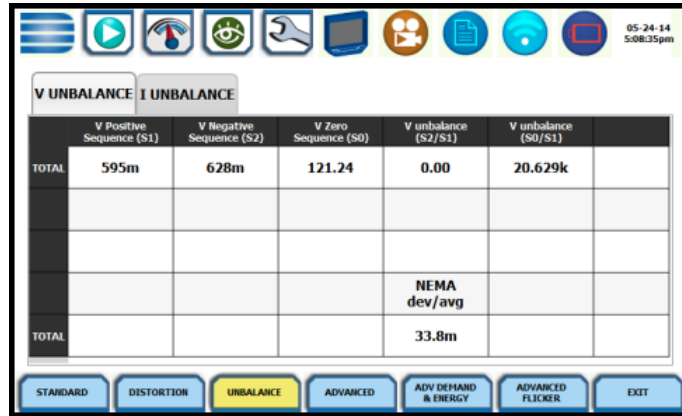 05-24-14
5:08:35pm
V UNBALANCE I UNBALANCE
V Positive Sequence (S1) V Negative Sequence (S2) V Zero Sequence (S0) V unbalance (S2/S1) V unbalance (S0/S1)
TOTAL 595m 628m 121.24 0.00 20.629k
NEMA
dev/avg
TOTAL 33.8m
STANDARD DISTORTION UNBALANCE ADVANCED ADV DEMAND & ENERGY ADVANCED FLICKER EXIT